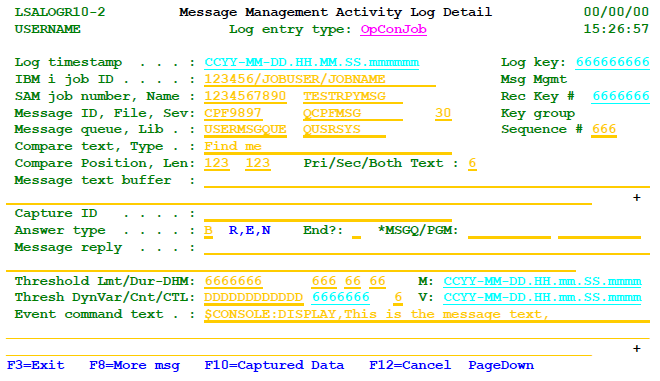 LSALOGR10-2 Message Management Activity Log Detail 00/00/00
USERNAME Log entry type: OpConJob 15:26:57
Log timestamp . . . : CCYY-MM-DD.HH.MM.SS.mmmmmm Log key: 666666666
IBM i job ID . . . . : 123456/JOBUSER/JOBNAME Msg Mgmt
SAM job number, Name : 1234567890 TESTRPYMSG Rec Key # 6666666
Message ID, File, Sev: CPF9897 QCPFMSG 30 Key group
Message queue, Lib . : USERMSGQUE QUSRSYS Sequence # 666
Compare text, Type . : Find me
Compare Position, Len: 123 123 Pri/Sec/Both Text : 6
Message text buffer :
+
Capture ID . . . . :
Answer type . . . . : B R,E,N End?: *MSGQ/PGM:
Message reply . . . :
Threshold Lmt/Dur-DHM: 6666666 666 66 66 M: CCYY-MM-DD.HH.mm.SS.mmmm
Thresh DynVar/Cnt/CTL: DDDDDDDDDDDD 6666666 6 V: CCYY-MM-DD.HH.mm.SS.mmmm
Event command text . : $CONSOLE:DISPLAY,This is the message text,
+
F3=Exit F8=More msg F10=Captured Data F12=Cancel PageDown